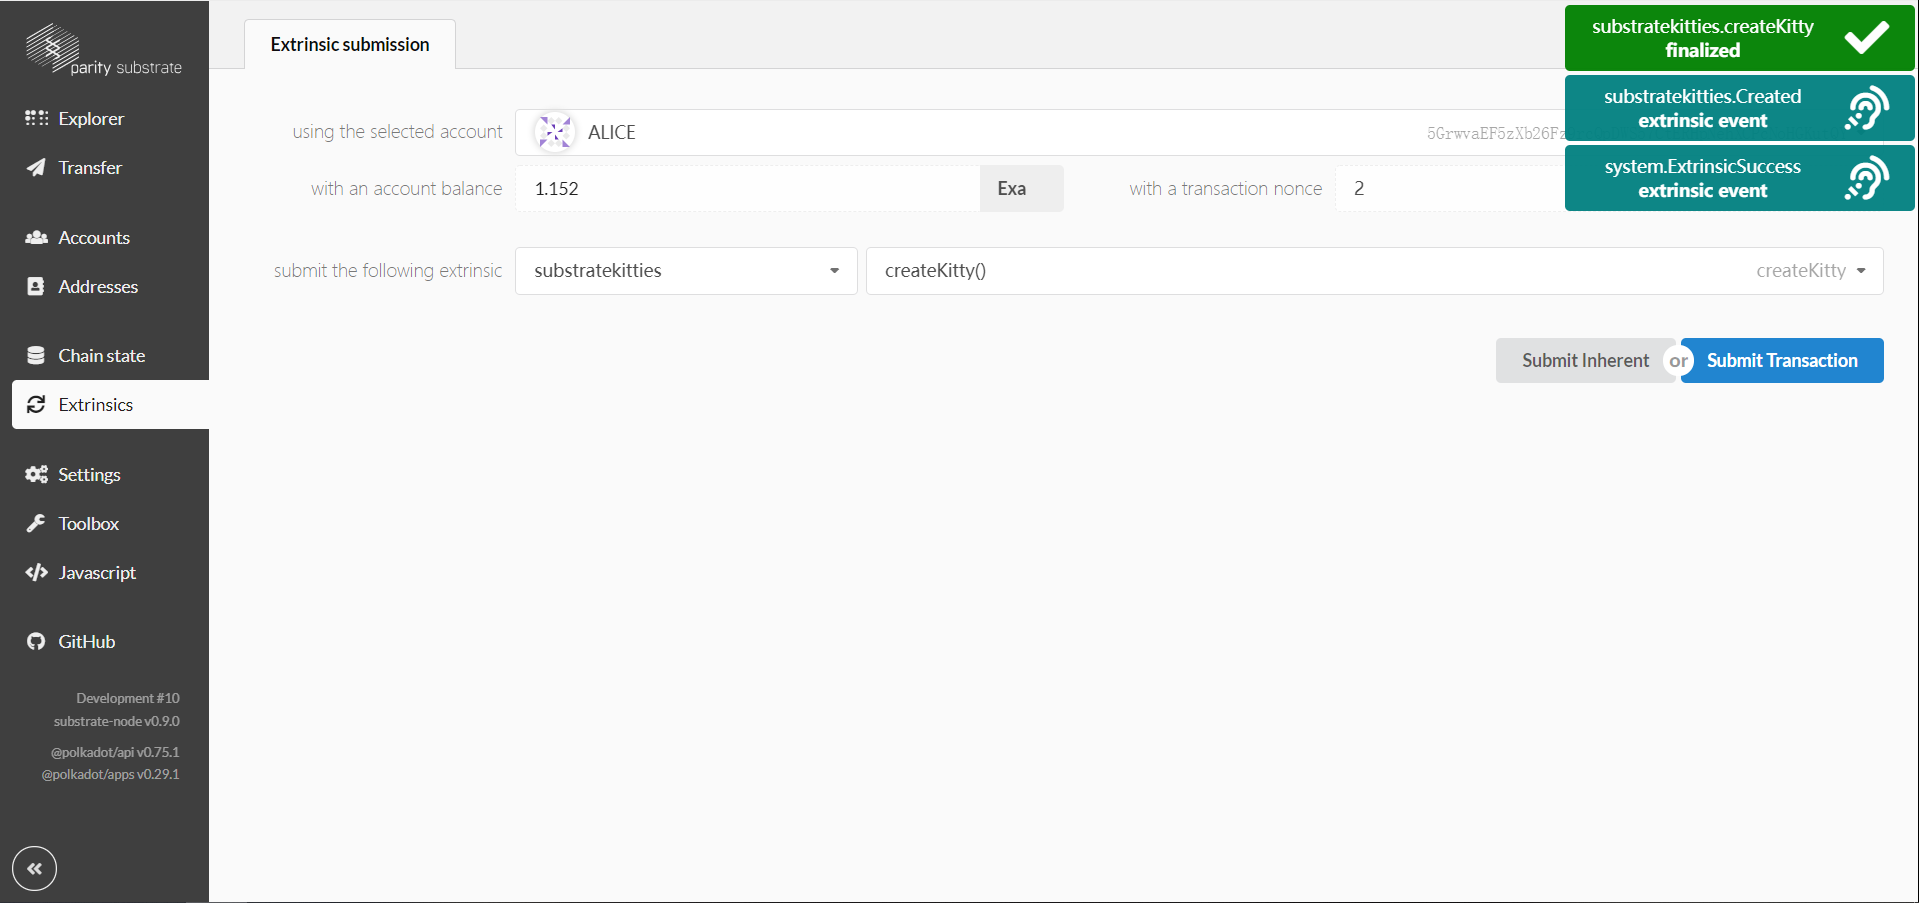 parity substrate
Explorer
Transfer
Accounts
Addresses
Chain state
Extrinsics
Settings
Toolbox
Javascript
GitHub
Development #10
substrate-node v0.9.0
@polkadot/api v0.75.1
@polkadot/apps v0.29.1
Extrinsic submission
using the selected account
ALICE
5GrwvaEF5zXb26Fz
with an account balance
1.152
Exa
with a transaction nonce
2
submit the following extrinsic
substratekitties
createKitty()
createKitty
Submit Inherent
or
Submit Transaction
substratekitties.createKitty
finalized
substratekitties.Created
extrinsic event
system.ExtrinsicSuccess
extrinsic event